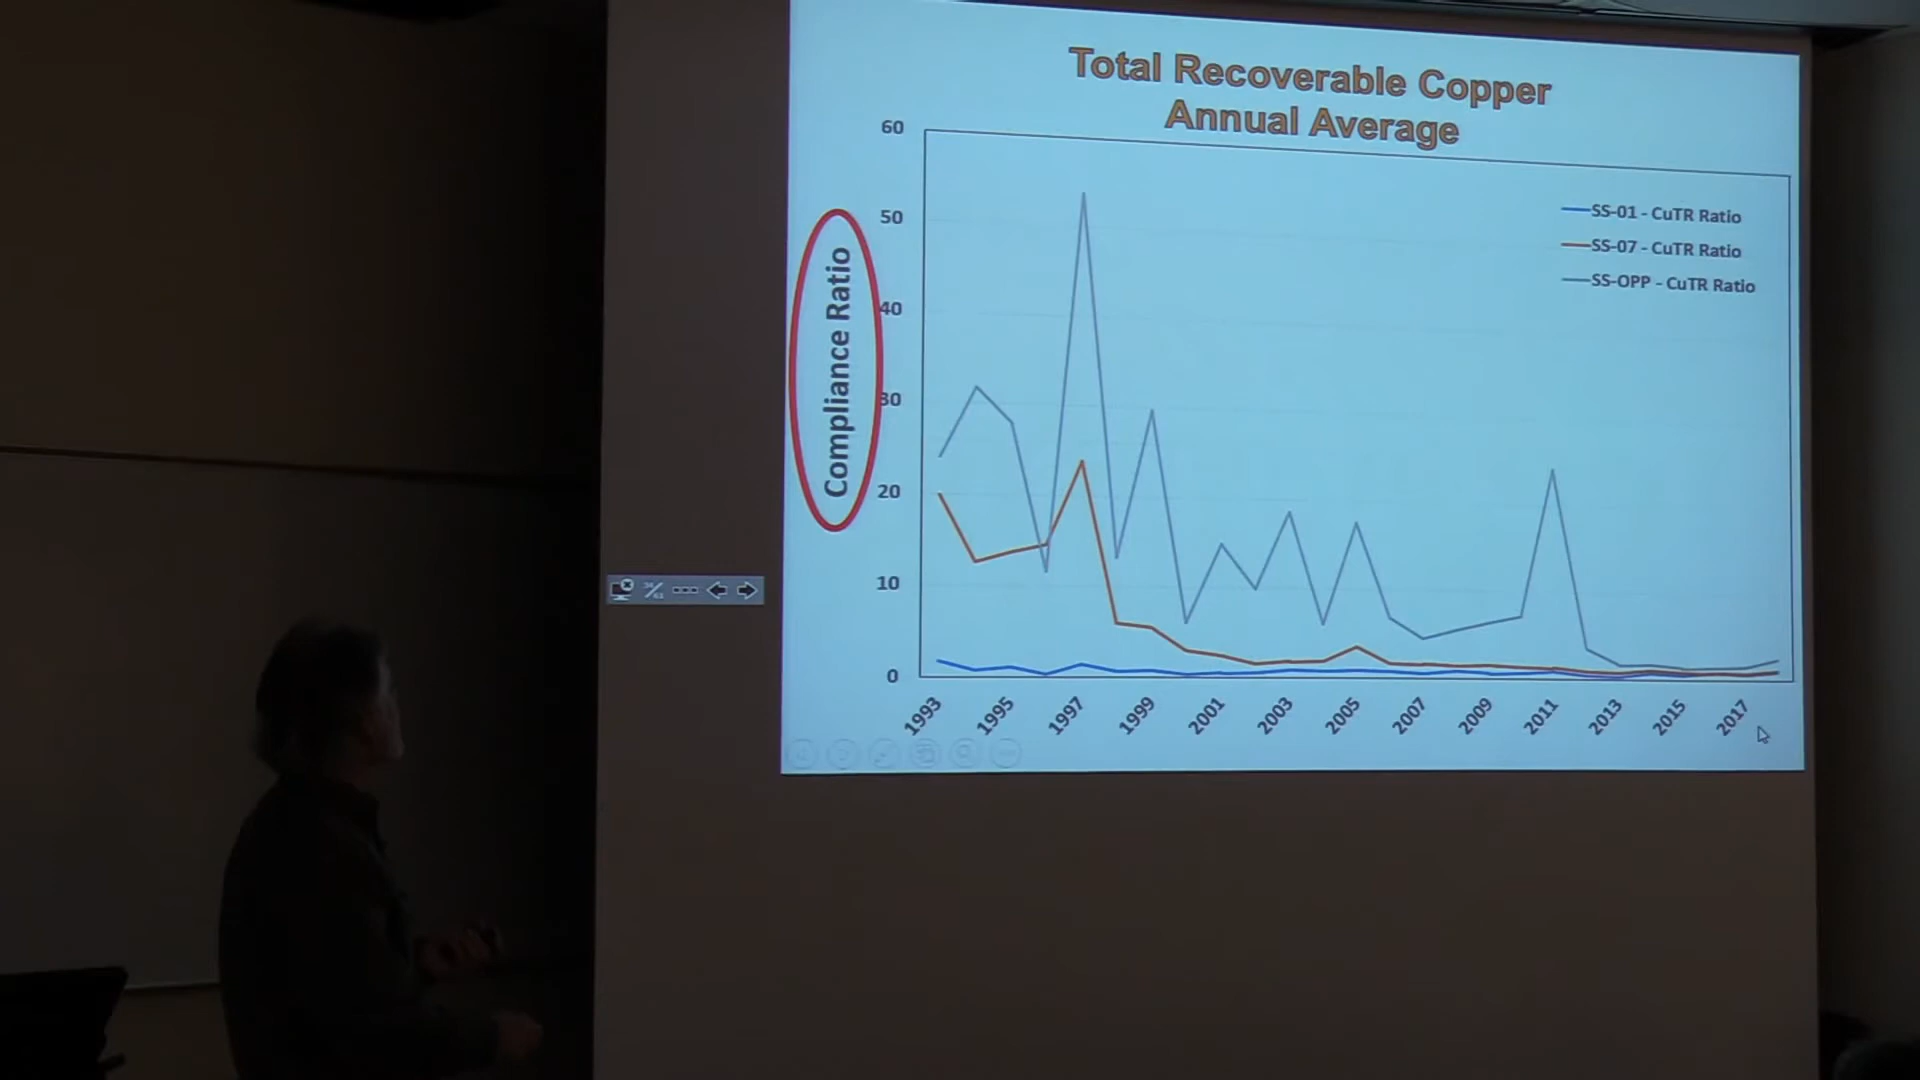 Total Recoverable Copper
Annual Average
Compliance Ratio
60
50
40
30
20
10
0
SS-01 - CuTR Ratio
SS-07 - CuTR Ratio
SS-OPP - CuTR Ratio
1993 1995 1997 1999 2001 2003 2005 2007 2009 2011 2013 2015 2017